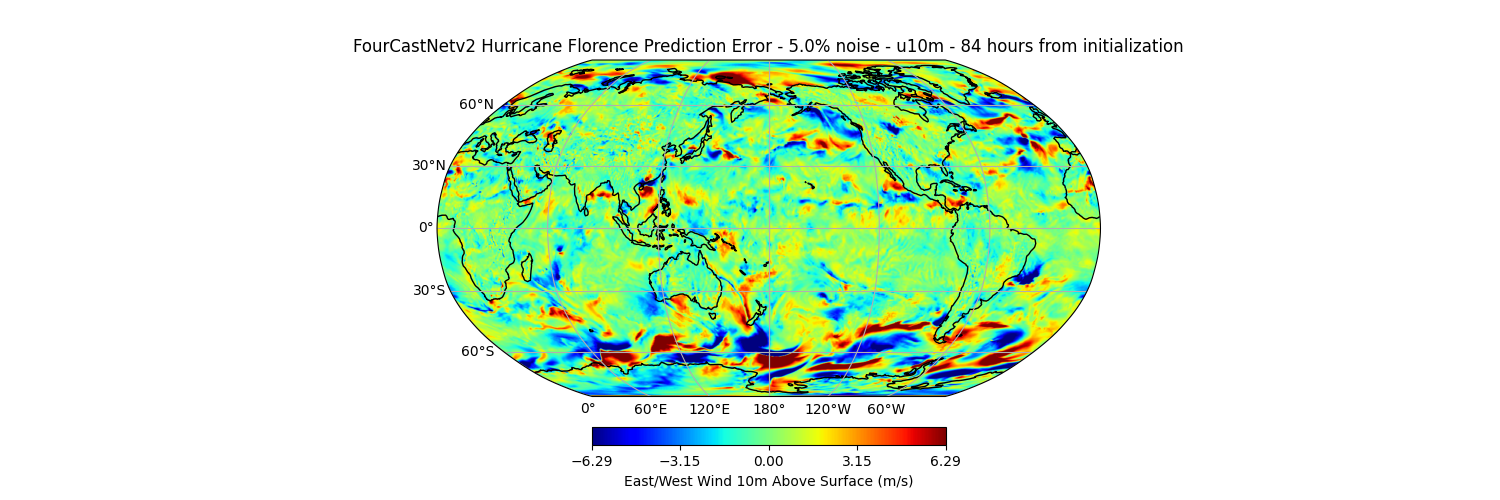 FourCastNetv2 Hurricane Florence Prediction Error - 5.0% noise - u10m - 84 hours from initialization
60°N
30°N
0°
30°S
60°S
0° 60°E 120°E 180° 120°W 60°W
−6.29 −3.15 0.00 3.15 6.29
East/West Wind 10m Above Surface (m/s)